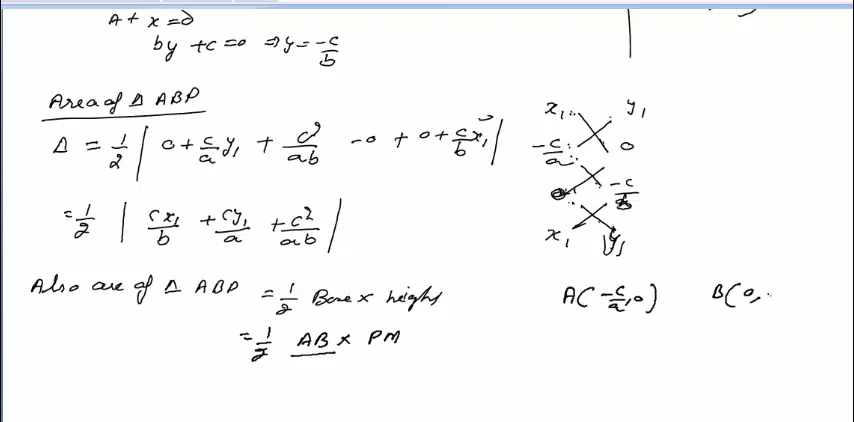 A+ x=0
by +c=0 ⇒ y = -c/b
Area of Δ ABP
Δ = 1/2 | 0 + c/a y₁ + c²/ab - 0 + 0 + c/b x₁ |
x₁ y₁
-c/a 0
0 -c/b
x₁ y₁
= 1/2 | cx₁/b + cy₁/a + c²/ab |
Also are of Δ ABP = 1/2 Base × height
= 1/2 AB × PM
A(-c/a, 0) B(0,